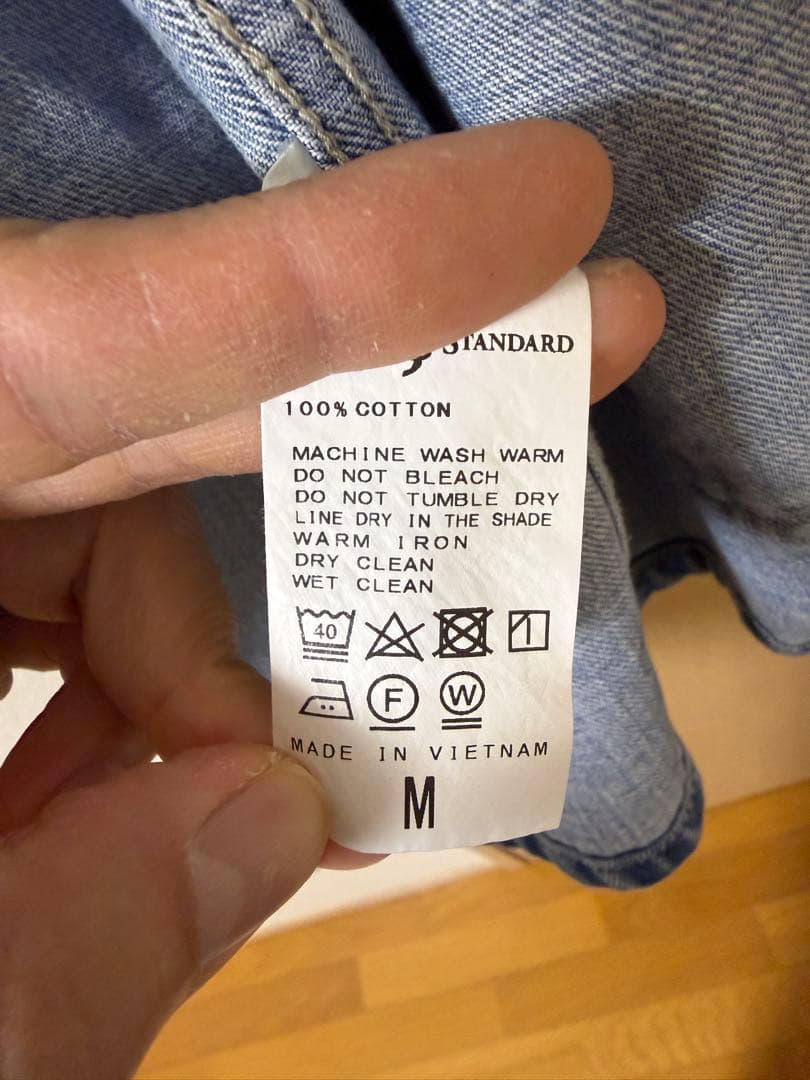 STANDARD
100% COTTON
MACHINE WASH WARM
DO NOT BLEACH
DO NOT TUMBLE DRY
LINE DRY IN THE SHADE
WARM IRON
DRY CLEAN
WET CLEAN
40
F W
MADE IN VIETNAM
M